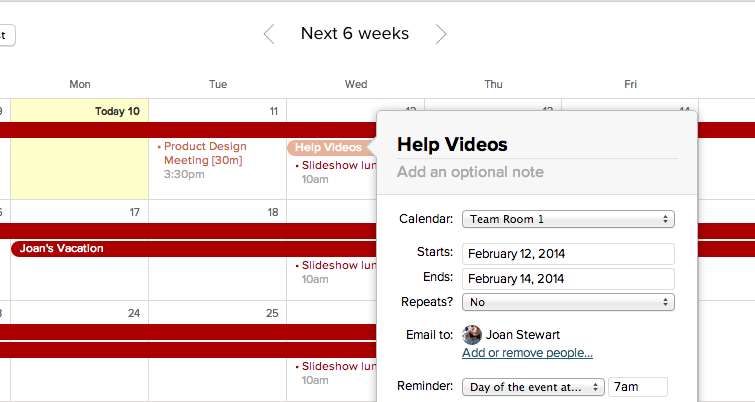 st
Next 6 weeks
Mon
Tue
Wed
Thu
Fri
9
Today 10
11
12
13
14
• Product Design
Meeting [30m]
3:30pm
Help Videos
• Slideshow lun
10am
Help Videos
Add an optional note
Calendar:
Team Room 1
Starts:
February 12, 2014
Ends:
February 14, 2014
Repeats?
No
Email to:
Joan Stewart
Add or remove people...
Reminder:
Day of the event at...
7am
6
17
18
Joan's Vacation
• Slideshow lun
10am
3
24
25
• Slideshow lun
10am